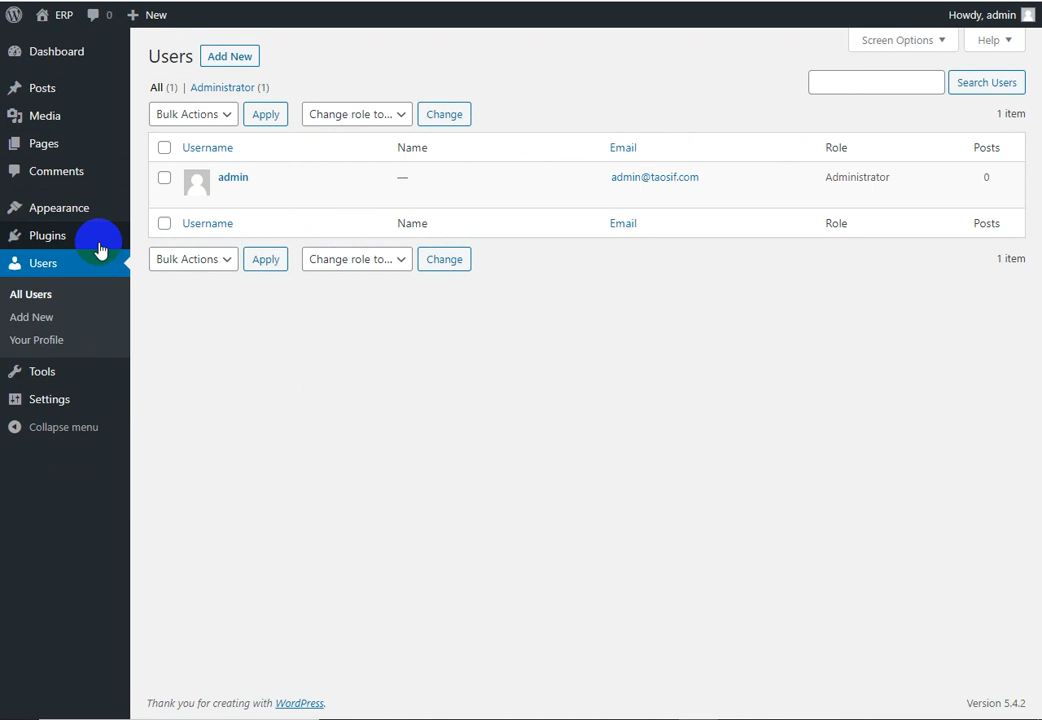 ERP 0 New Howdy, admin
Screen Options Help
Dashboard
Posts
Media
Pages
Comments
Appearance
Plugins
Users
All Users
Add New
Your Profile
Tools
Settings
Collapse menu
Users Add New
All (1) | Administrator (1)
Search Users
Bulk Actions Apply Change role to... Change 1 item
Username Name Email Role Posts
admin — admin@taosif.com Administrator 0
Username Name Email Role Posts
Bulk Actions Apply Change role to... Change 1 item
Thank you for creating with WordPress. Version 5.4.2